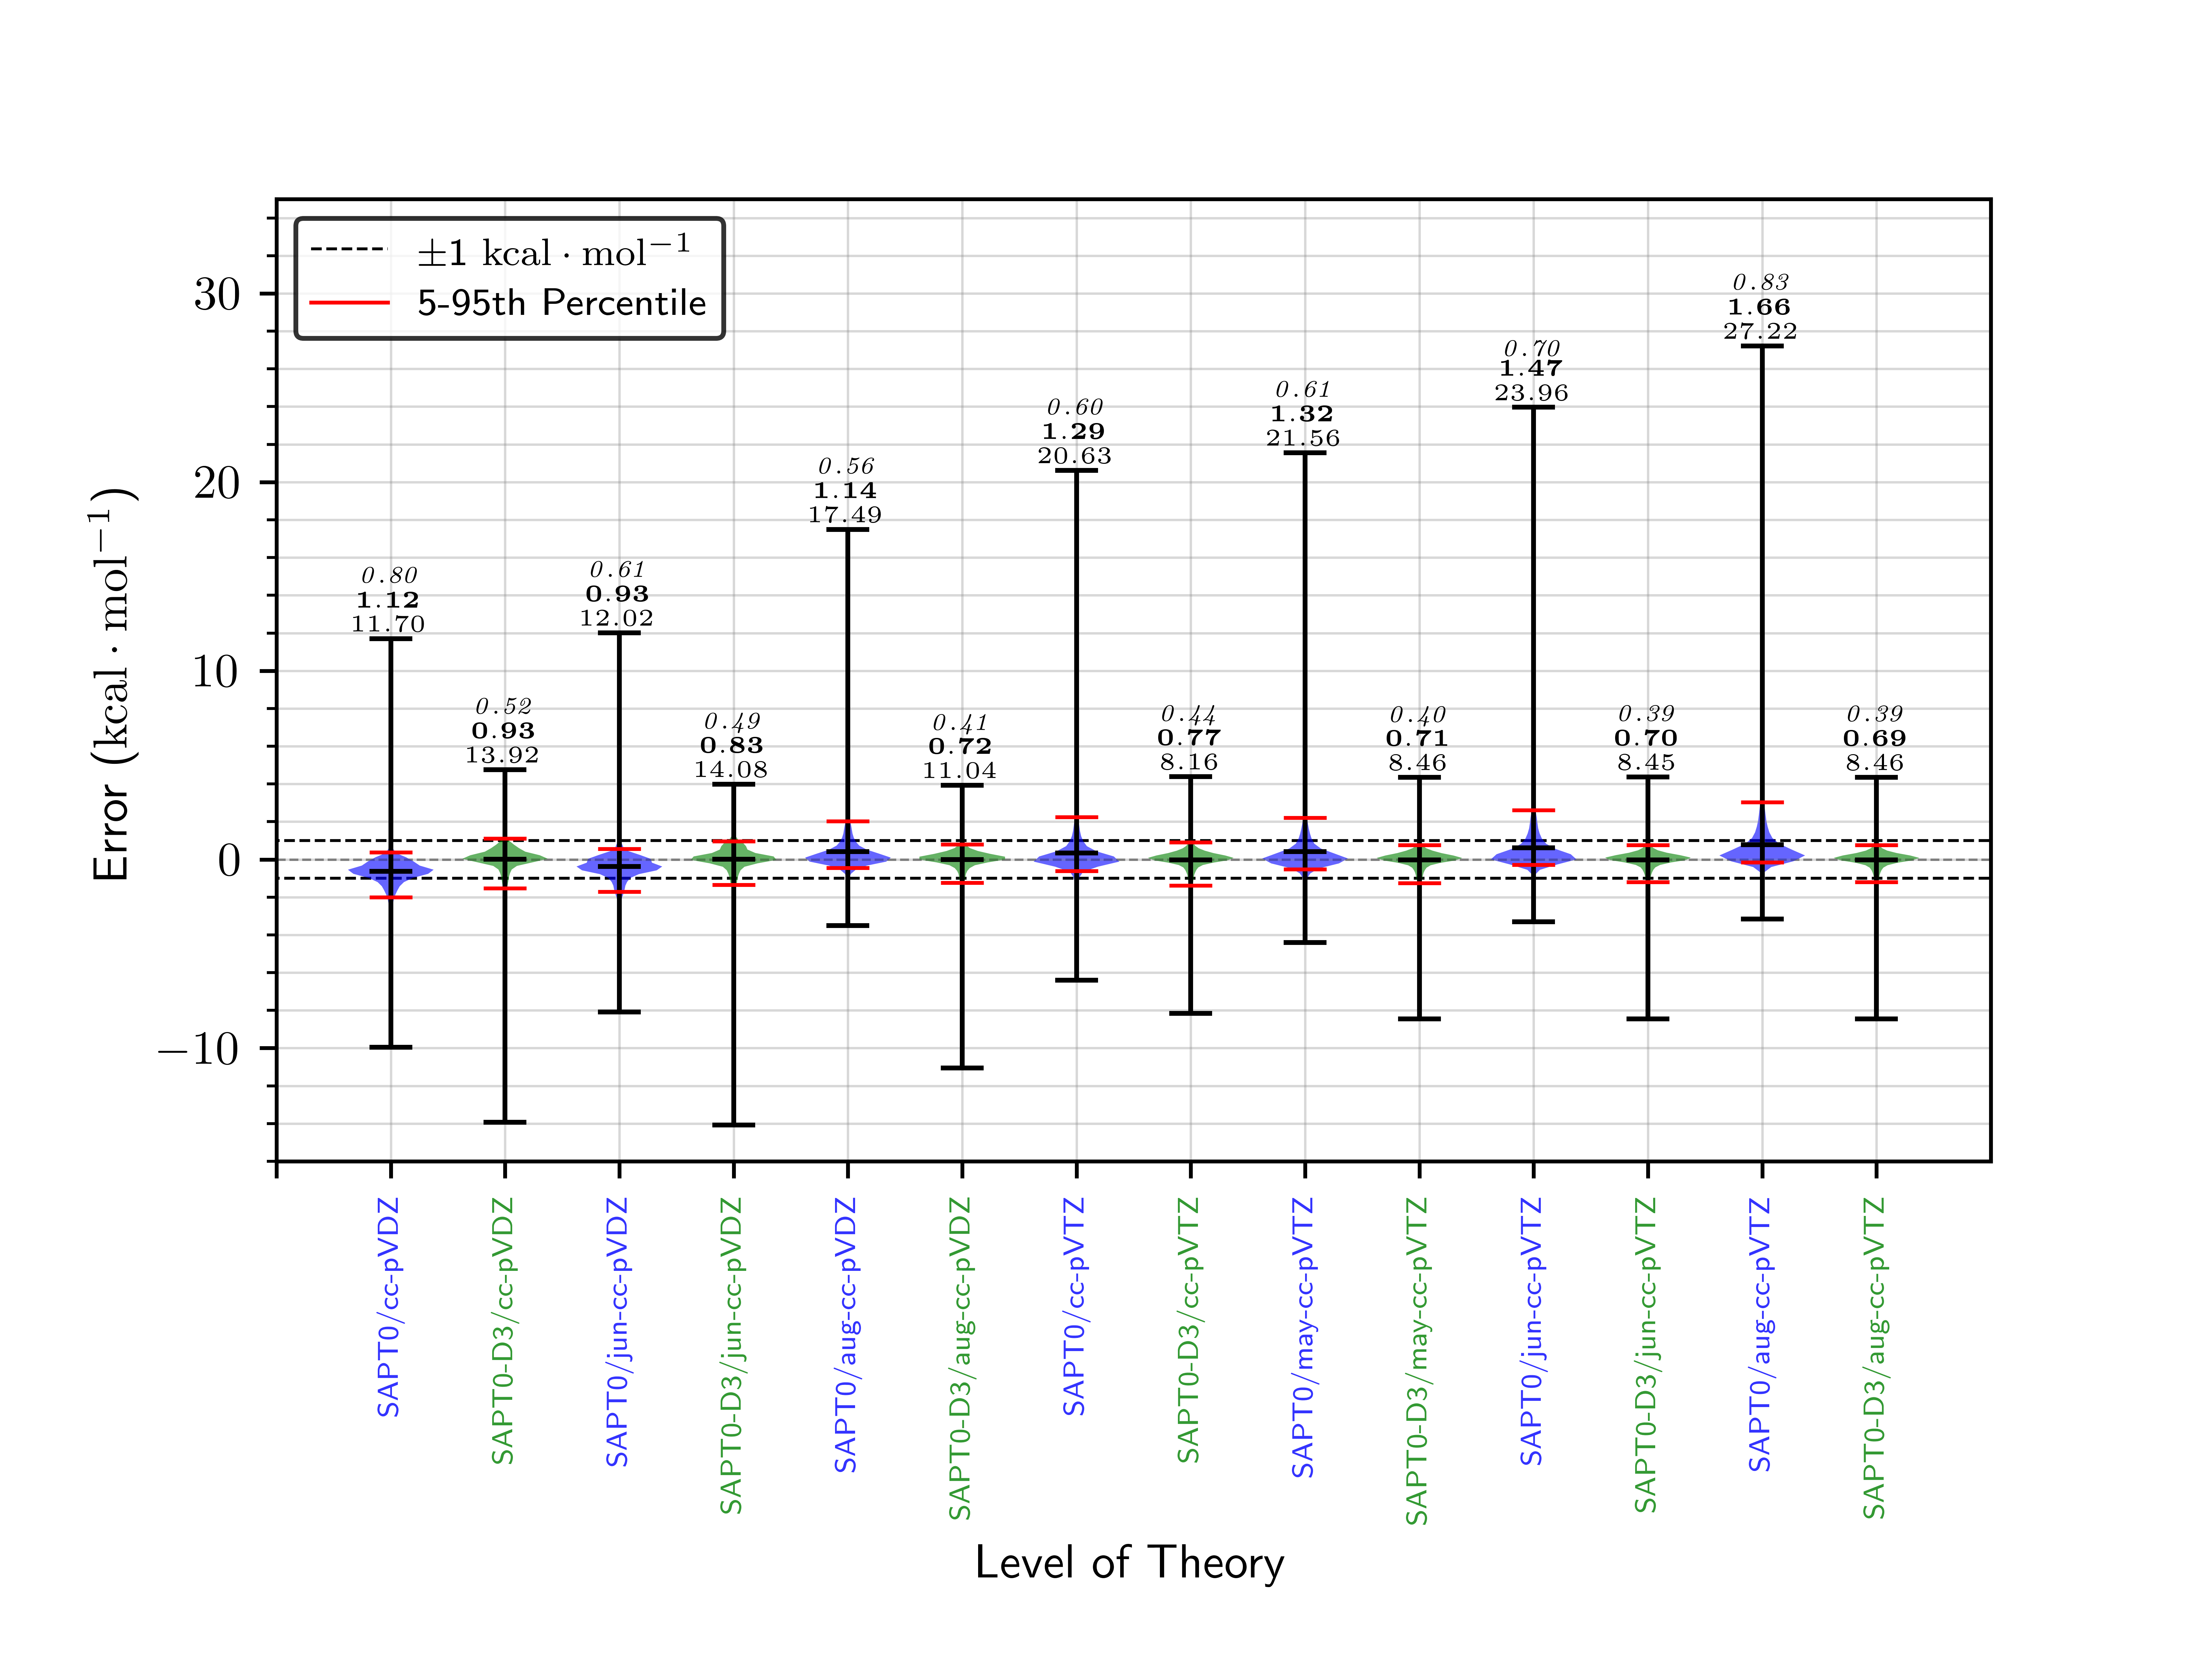 ±1 kcal · mol⁻¹
5-95th Percentile
Error (kcal · mol⁻¹)
30
20
10
0
−10
0.80
1.12
11.70
0.52
0.93
13.92
0.61
0.93
12.02
0.49
0.83
14.08
0.56
1.14
17.49
0.41
0.72
11.04
0.60
1.29
20.63
0.44
0.77
8.16
0.61
1.32
21.56
0.40
0.71
8.46
0.70
1.47
23.96
0.39
0.70
8.45
0.83
1.66
27.22
0.39
0.69
8.46
SAPT0/cc-pVDZ
SAPT0-D3/cc-pVDZ
SAPT0/jun-cc-pVDZ
SAPT0-D3/jun-cc-pVDZ
SAPT0/aug-cc-pVDZ
SAPT0-D3/aug-cc-pVDZ
SAPT0/cc-pVTZ
SAPT0-D3/cc-pVTZ
SAPT0/may-cc-pVTZ
SAPT0-D3/may-cc-pVTZ
SAPT0/jun-cc-pVTZ
SAPT0-D3/jun-cc-pVTZ
SAPT0/aug-cc-pVTZ
SAPT0-D3/aug-cc-pVTZ
Level of Theory